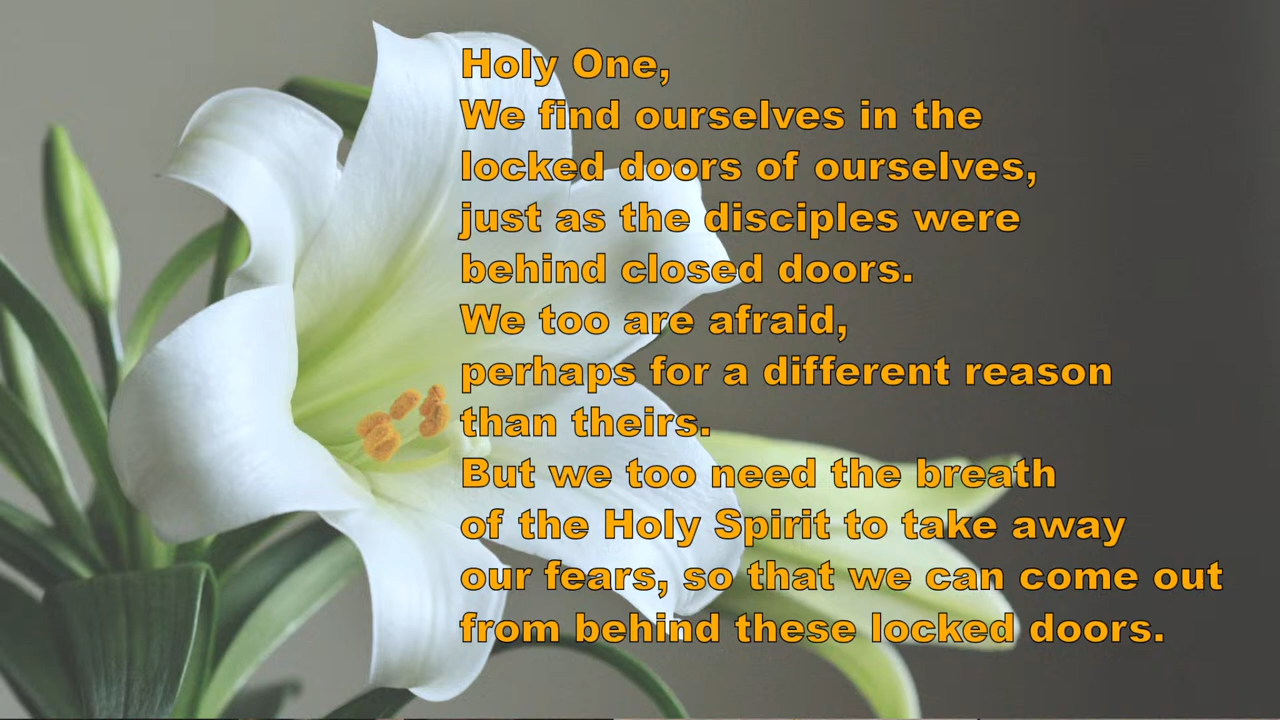 Holy One,
We find ourselves in the
locked doors of ourselves,
just as the disciples were
behind closed doors.
We too are afraid,
perhaps for a different reason
than theirs.
But we too need the breath
of the Holy Spirit to take away
our fears, so that we can come out
from behind these locked doors.